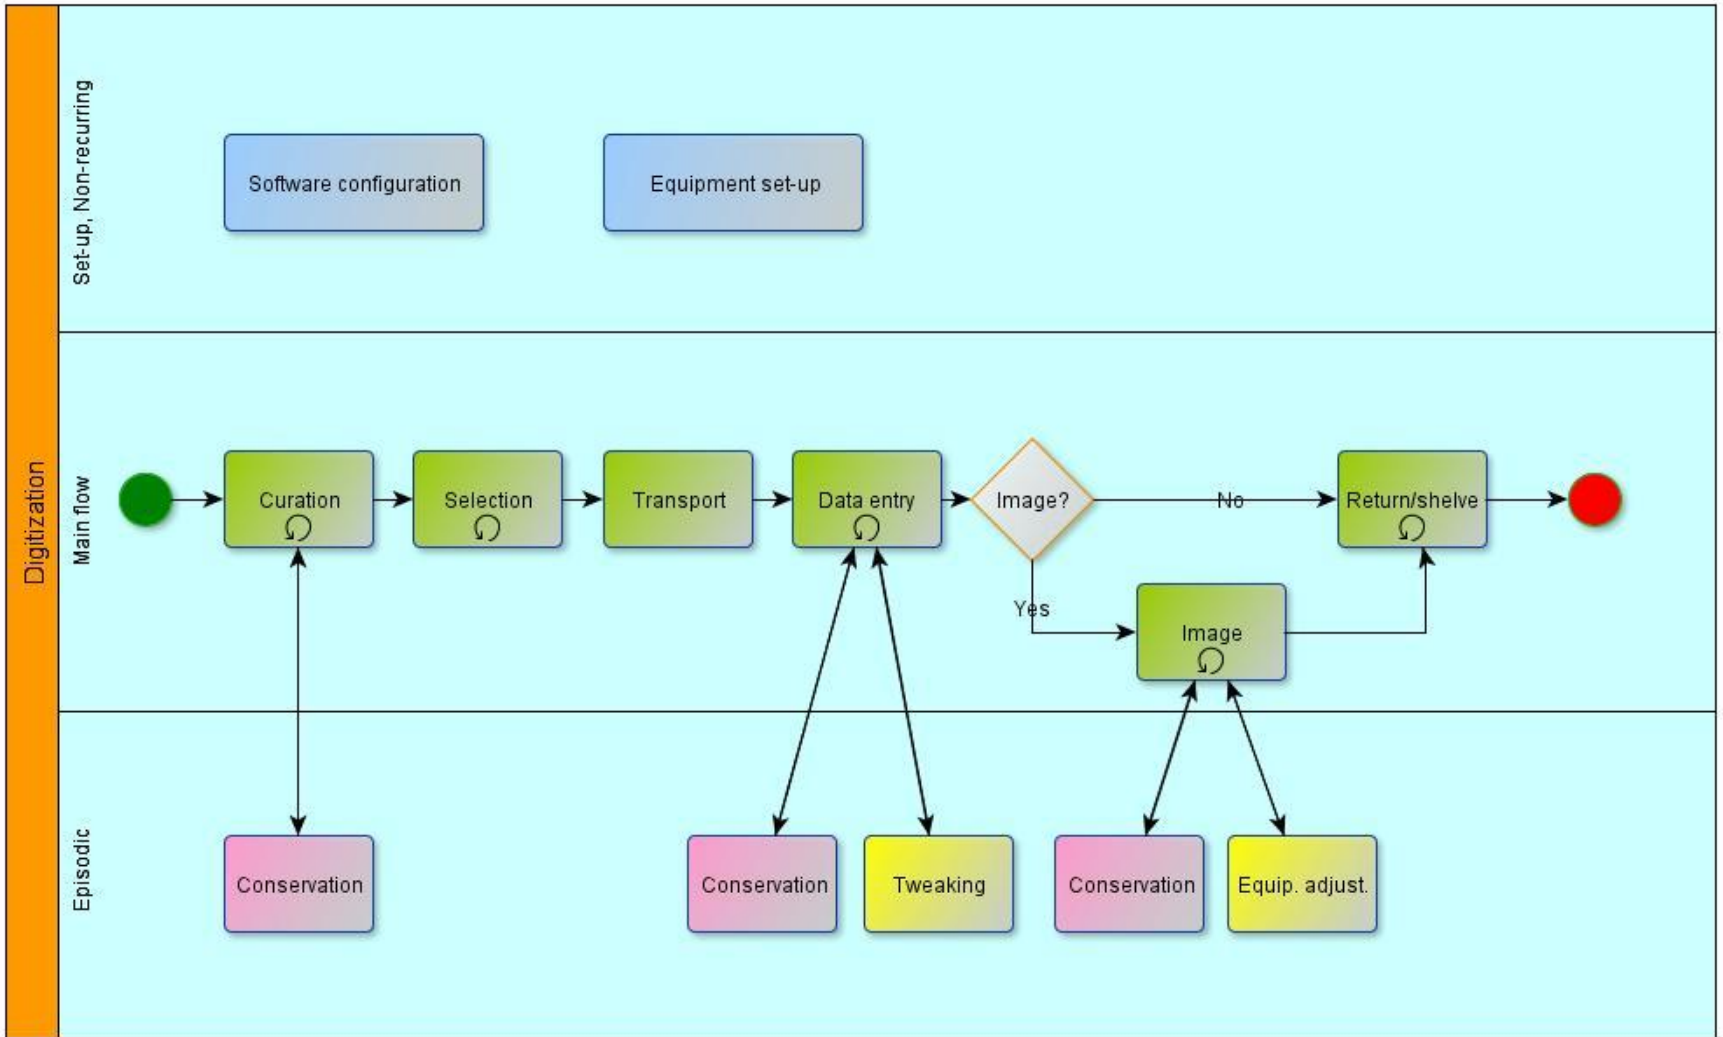 Digitization
Set-up, Non-recurring
Software configuration
Equipment set-up
Main flow
Curation
Selection
Transport
Data entry
Image?
No
Return/shelve
Yes
Image
Episodic
Conservation
Conservation
Tweaking
Conservation
Equip. adjust.